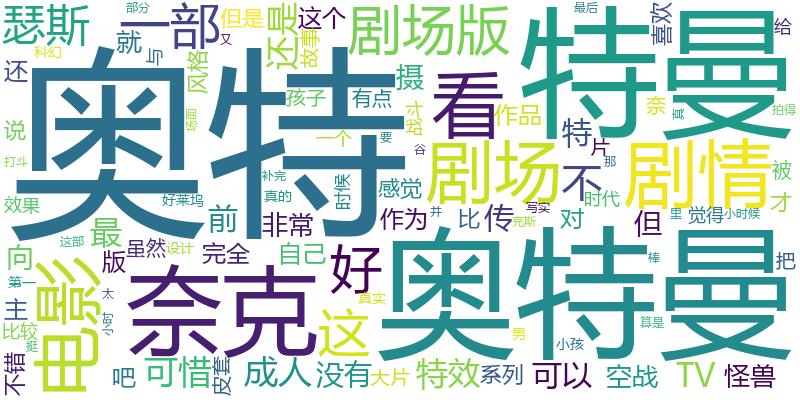 瑟斯
一部
还是
但是
这个
剧场版
特曼
喜欢
给
部分
最后
又
科幻
还
就
与
风格
故事
奥特
孩子
有点
摄
战斗
看
作品
奈
真
拍得
说
打斗
场画
一个
要
特
片
那
被
剧场
不
剧情
时代
才
效果
好莱坞
补完
真的
时候
感觉
谷
前
非常
作为
并
比
传
克斯
写实
对
但
里
觉得
小时候
向
最
这部
虽然
设计
完全
自己
好
奥特曼
把
版
电影
第一
太
小时
奈克
真实
这
男
棒
主
比较
挺
算是
小孩
不错
吧
可惜
皮套
成人
没有
大片
特效
系列
可以
空战
TV
怪兽